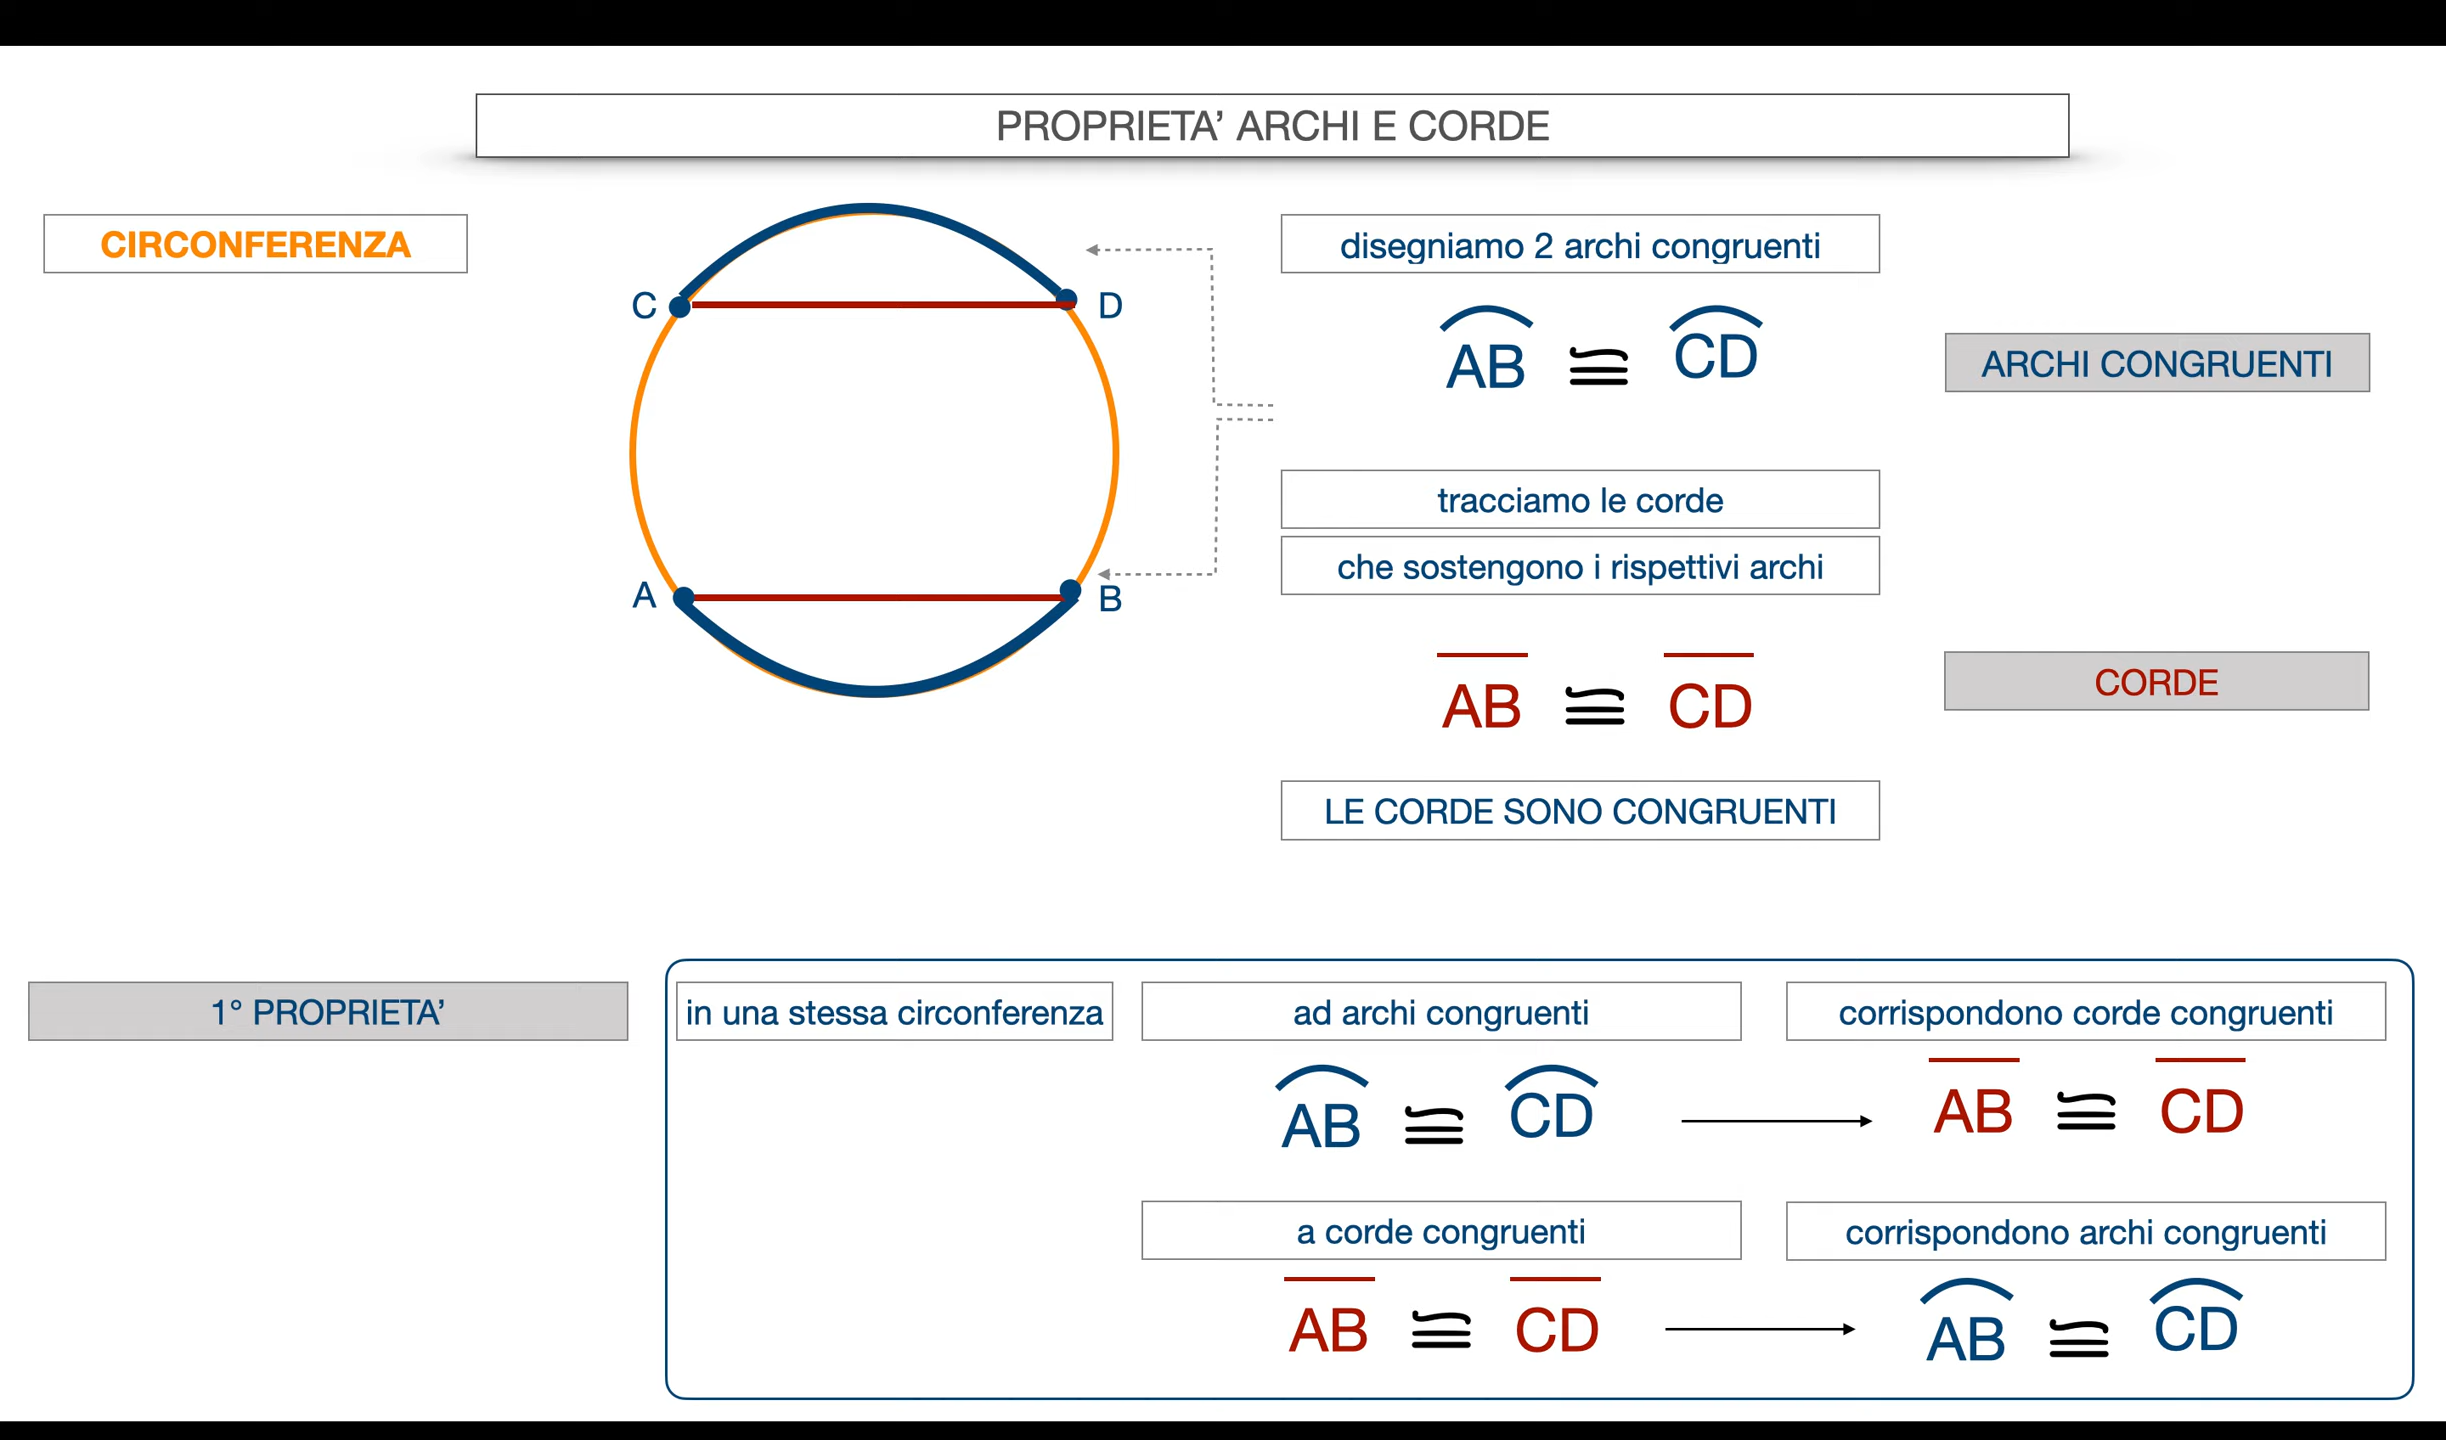 PROPRIETA’ ARCHI E CORDE
CIRCONFERENZA
C
D
A
B
disegniamo 2 archi congruenti
AB ≅ CD
ARCHI CONGRUENTI
tracciamo le corde
che sostengono i rispettivi archi
AB ≅ CD
CORDE
LE CORDE SONO CONGRUENTI
1° PROPRIETA’
in una stessa circonferenza
ad archi congruenti
corrispondono corde congruenti
AB ≅ CD
AB ≅ CD
a corde congruenti
corrispondono archi congruenti
AB ≅ CD
AB ≅ CD